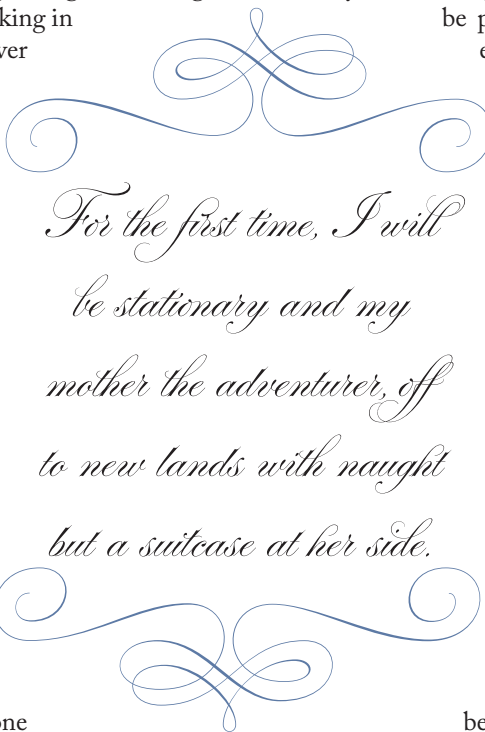 king in be
ver
For the first time, I will
be stationary and my
mother the adventurer, off
to new lands with naught
but a suitcase at her side.
one be